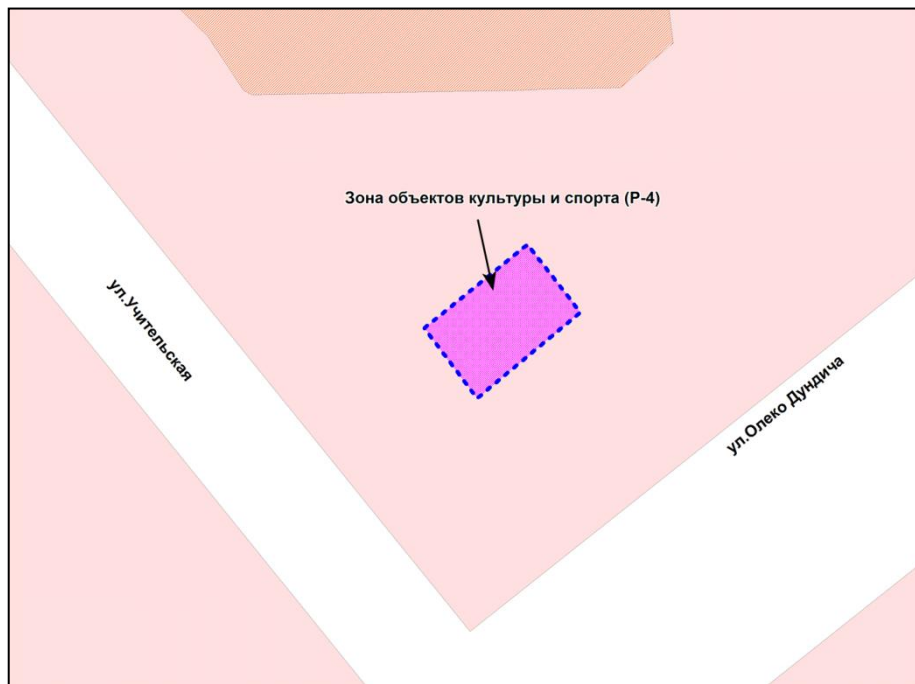 Зона объектов культуры и спорта (Р-4)
ул.Учительская
ул.Олеко Дундича